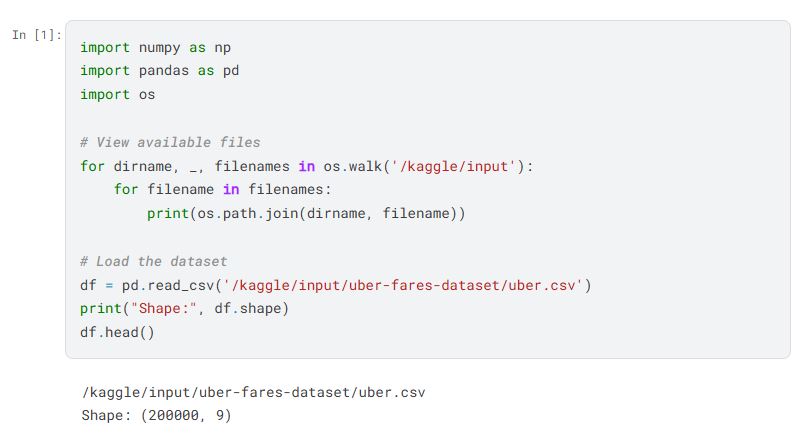 In [1]:
import numpy as np
import pandas as pd
import os
# View available files
for dirname, _, filenames in os.walk('/kaggle/input'):
    for filename in filenames:
        print(os.path.join(dirname, filename))
# Load the dataset
df = pd.read_csv('/kaggle/input/uber-fares-dataset/uber.csv')
print("Shape:", df.shape)
df.head()
/kaggle/input/uber-fares-dataset/uber.csv
Shape: (200000, 9)